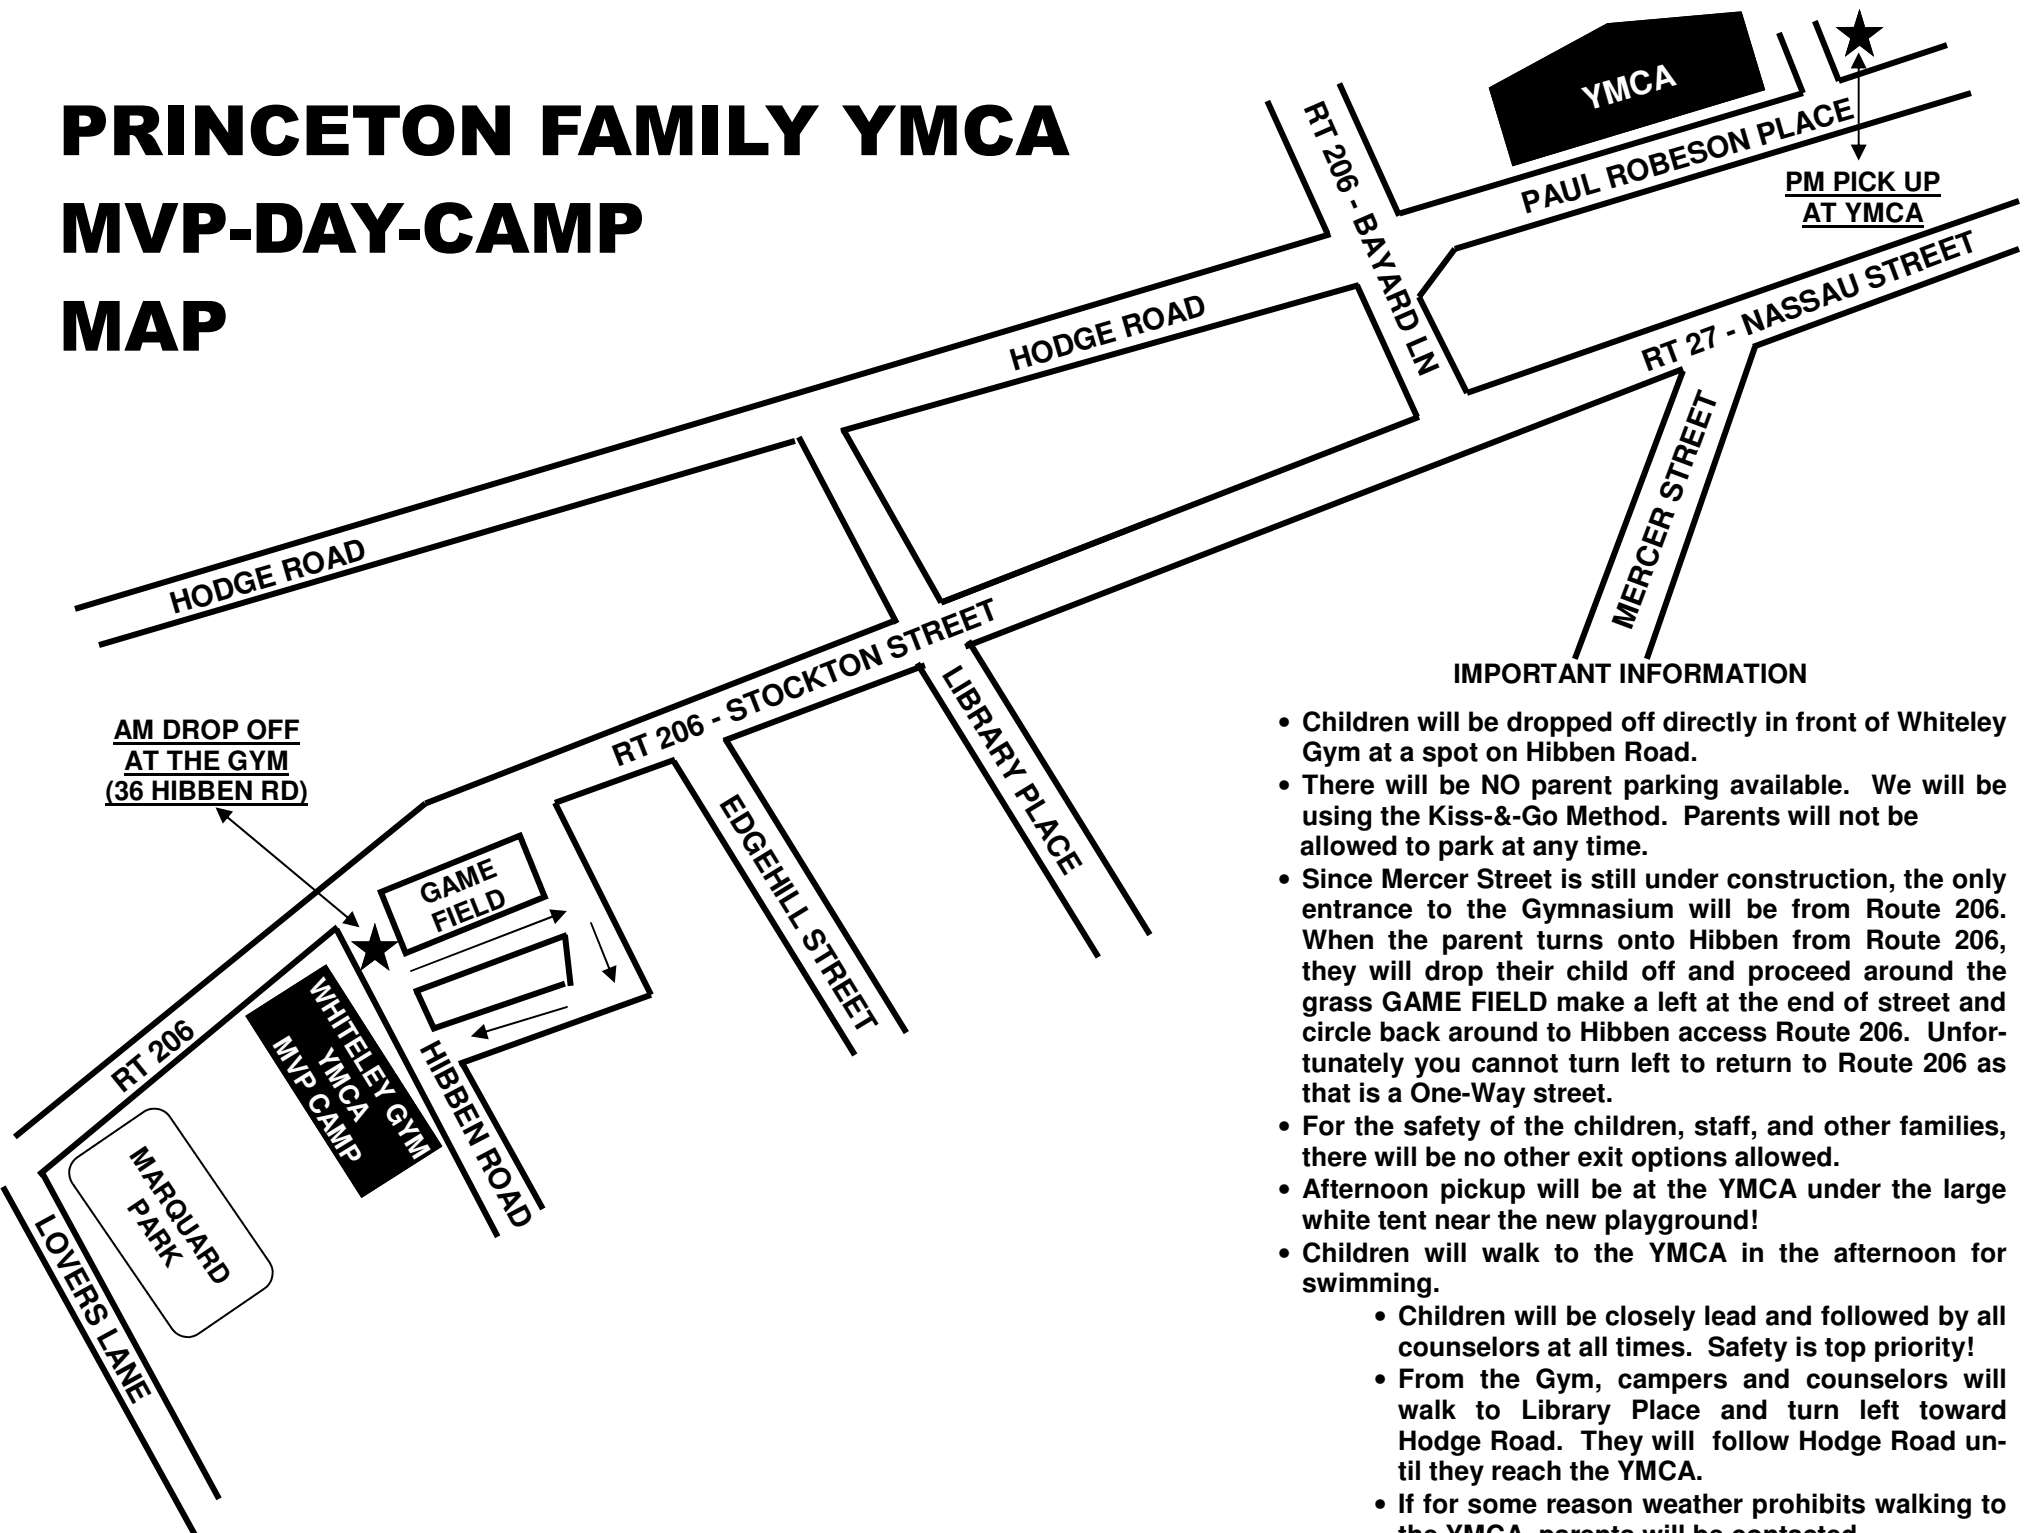 PRINCETON FAMILY YMCA
MVP-DAY-CAMP
MAP
YMCA
PAUL ROBESON PLACE
PM PICK UP
AT YMCA
RT 206 - BAYARD LN
RT 27 - NASSAU STREET
HODGE ROAD
MERCER STREET
HODGE ROAD
RT 206 - STOCKTON STREET
LIBRARY PLACE
EDGEHILL STREET
AM DROP OFF
AT THE GYM
(36 HIBBEN RD)
GAME
FIELD
RT 206
WHITELEY GYM
YMCA
MVP CAMP
HIBBEN ROAD
MARQUARD
PARK
LOVERS LANE
IMPORTANT INFORMATION
• Children will be dropped off directly in front of Whiteley
Gym at a spot on Hibben Road.
• There will be NO parent parking available. We will be
using the Kiss-&-Go Method. Parents will not be
allowed to park at any time.
• Since Mercer Street is still under construction, the only
entrance to the Gymnasium will be from Route 206.
When the parent turns onto Hibben from Route 206,
they will drop their child off and proceed around the
grass GAME FIELD make a left at the end of street and
circle back around to Hibben access Route 206. Unfor-
tunately you cannot turn left to return to Route 206 as
that is a One-Way street.
• For the safety of the children, staff, and other families,
there will be no other exit options allowed.
• Afternoon pickup will be at the YMCA under the large
white tent near the new playground!
• Children will walk to the YMCA in the afternoon for
swimming.
• Children will be closely lead and followed by all
counselors at all times. Safety is top priority!
• From the Gym, campers and counselors will
walk to Library Place and turn left toward
Hodge Road. They will follow Hodge Road un-
til they reach the YMCA.
• If for some reason weather prohibits walking to
the YMCA, parents will be contacted